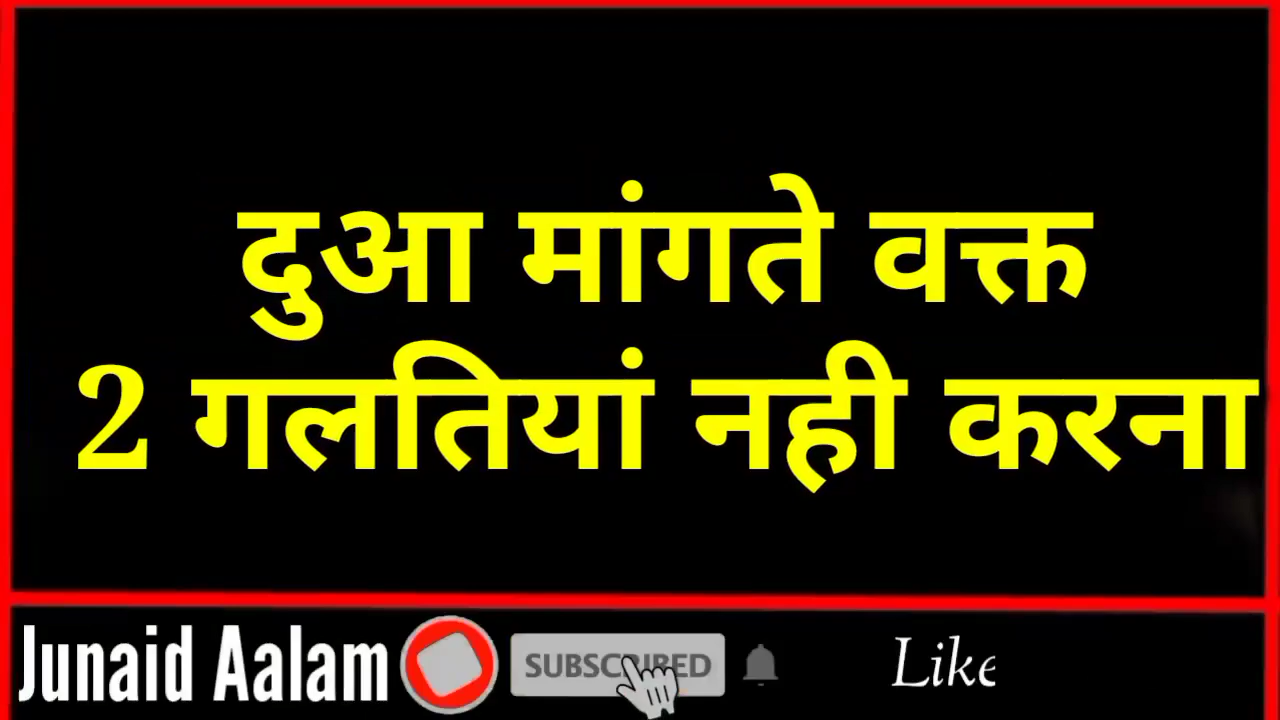 दुआ मांगते वक्त
2 गलतियां नही करना
Junaid Aalam SUBSCRIBED Like